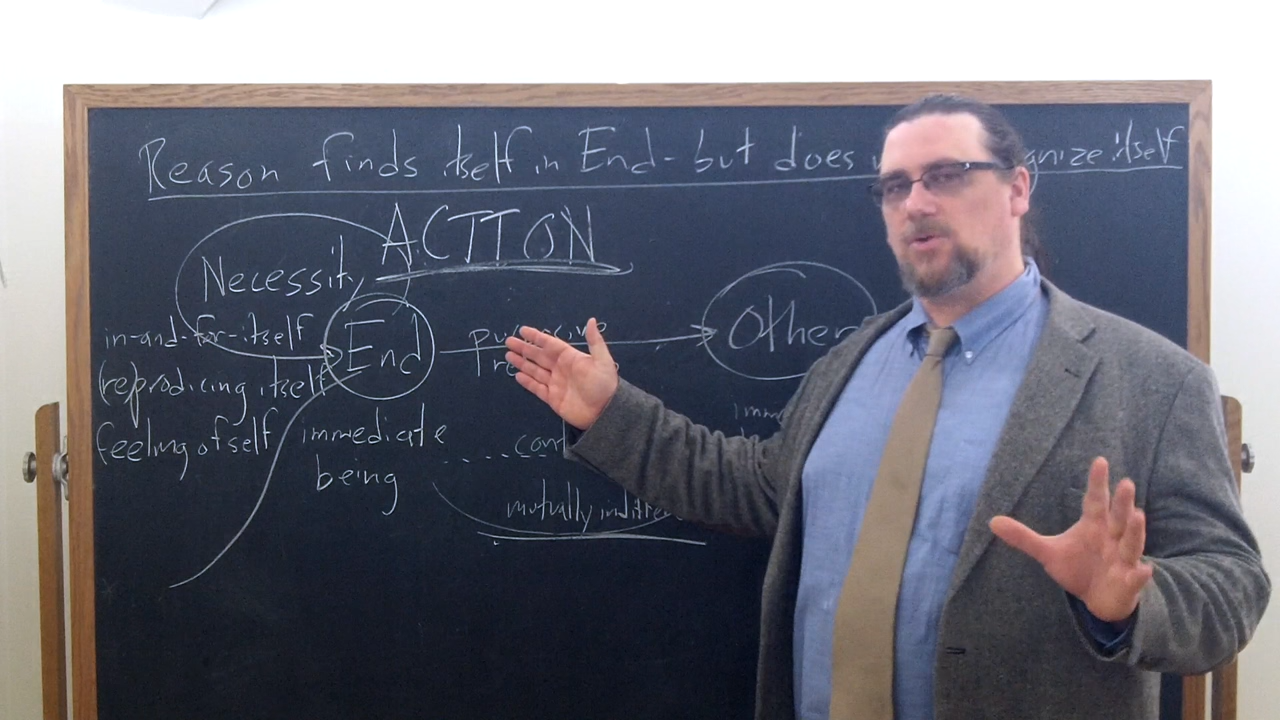 Reason finds itself in End - but does itself
ACTION
Necessity
in-and-for-itself
End
Other
(re)producing itself
feeling of self
immediate
being
mutually